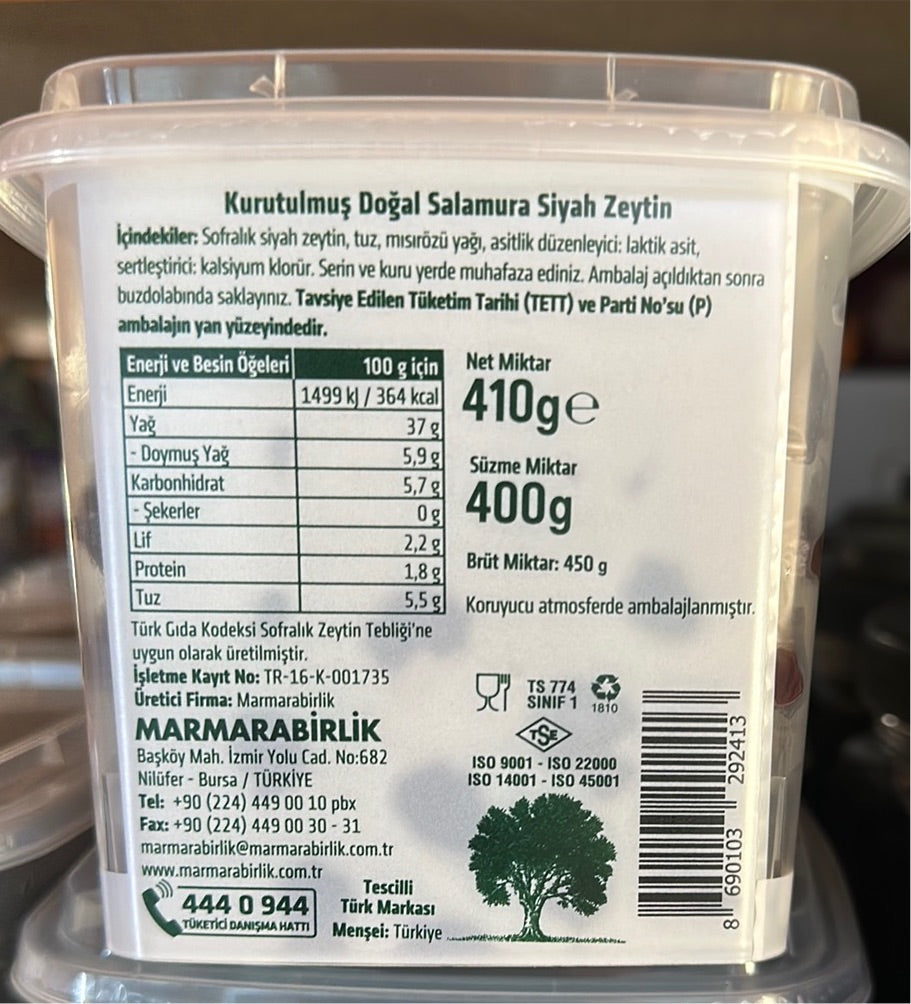 Kurutulmuş Doğal Salamura Siyah Zeytin
İçindekiler: Sofralık siyah zeytin, tuz, mısırözü yağı, asitlik düzenleyici: laktik asit,
sertleştirici: kalsiyum klorür. Serin ve kuru yerde muhafaza ediniz. Ambalaj açıldıktan sonra
buzdolabında saklayınız. Tavsiye Edilen Tüketim Tarihi (TETT) ve Parti No'su (P)
ambalajın yan yüzeyindedir.
Enerji ve Besin Öğeleri 100 g için
Enerji 1499 kJ / 364 kcal
Yağ 37 g
- Doymuş Yağ 5,9 g
Karbonhidrat 5,7 g
- Şekerler 0 g
Lif 2,2 g
Protein 1,8 g
Tuz 5,5 g
Net Miktar
410g e
Süzme Miktar
400g
Brüt Miktar: 450 g
Koruyucu atmosferde ambalajlanmıştır.
Türk Gıda Kodeksi Sofralık Zeytin Tebliği'ne
uygun olarak üretilmiştir.
İşletme Kayıt No: TR-16-K-001735
Üretici Firma: Marmarabirlik
MARMARABİRLİK
Başköy Mah. İzmir Yolu Cad. No:682
Nilüfer - Bursa / TÜRKİYE
Tel: +90 (224) 449 00 10 pbx
Fax: +90 (224) 449 00 30 - 31
marmarabirlik@marmarabirlik.com.tr
www.marmarabirlik.com.tr
444 0 944
TÜKETİCİ DANIŞMA HATTI
Tescilli
Türk Markası
Menşei: Türkiye
TS 774
SINIF 1
1810
TSE
ISO 9001 - ISO 22000
ISO 14001 - ISO 45001
8 690103 292413